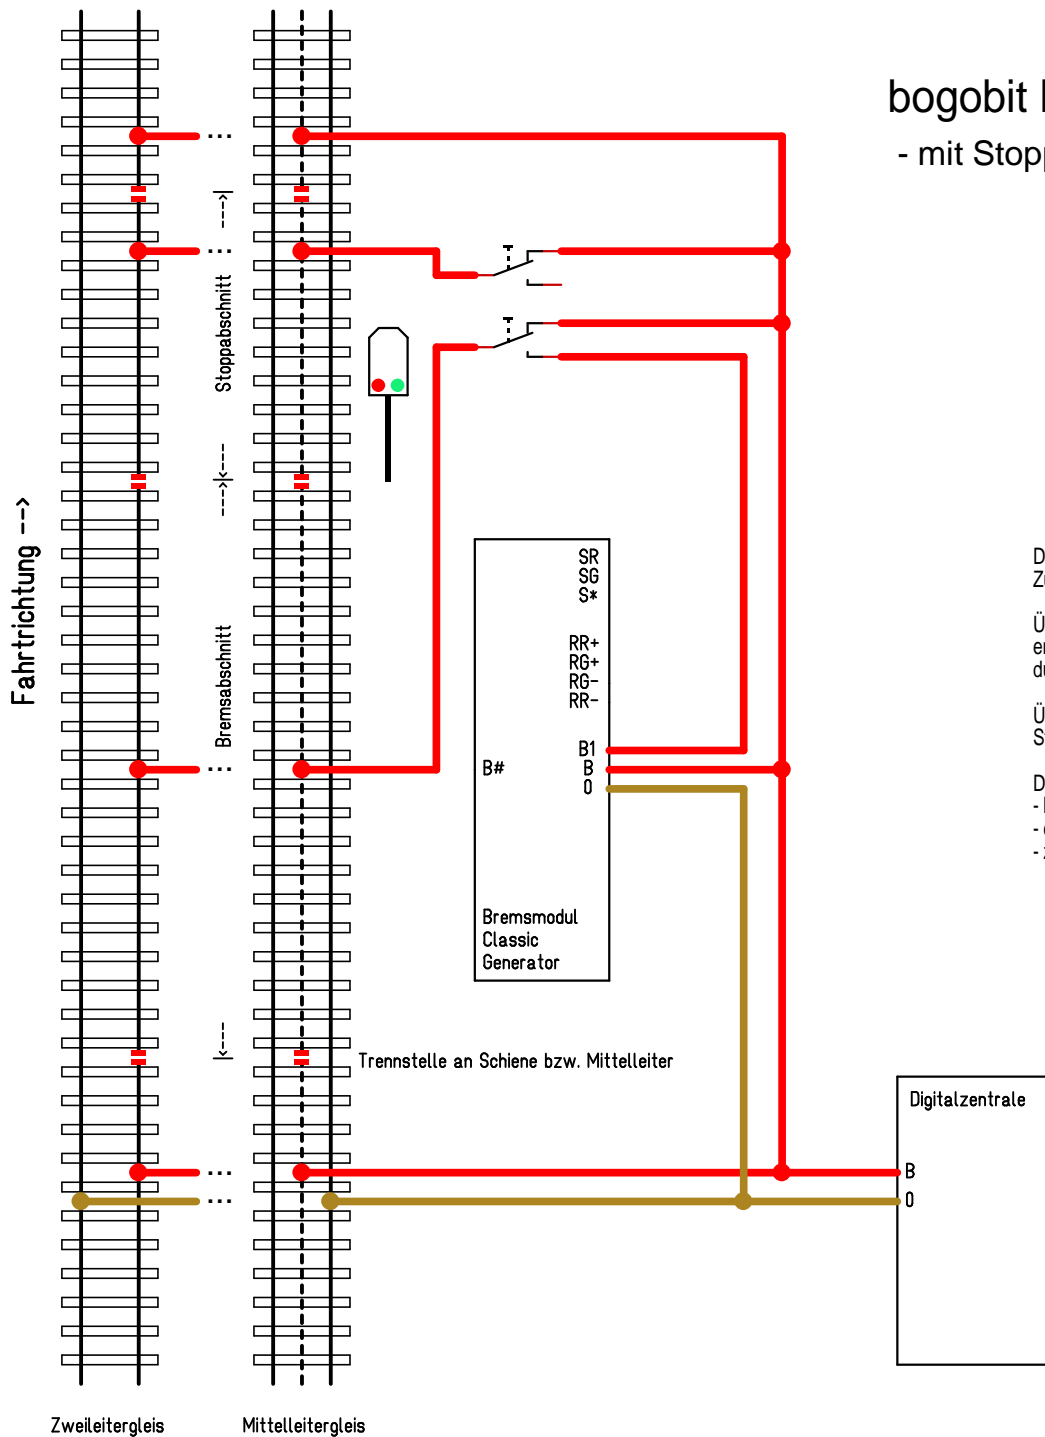 bogobit
- mit Stopp
Stoppabschnitt
Fahrtrichtung -->
Bremsabschnitt
SR
SG
S*
RR+
RG+
RG-
RR-
B1
B#
B
0
Bremsmodul
Classic
Generator
Trennstelle an Schiene bzw. Mittelleiter
Digitalzentrale
B
0
Zweileitergleis
Mittelleitergleis